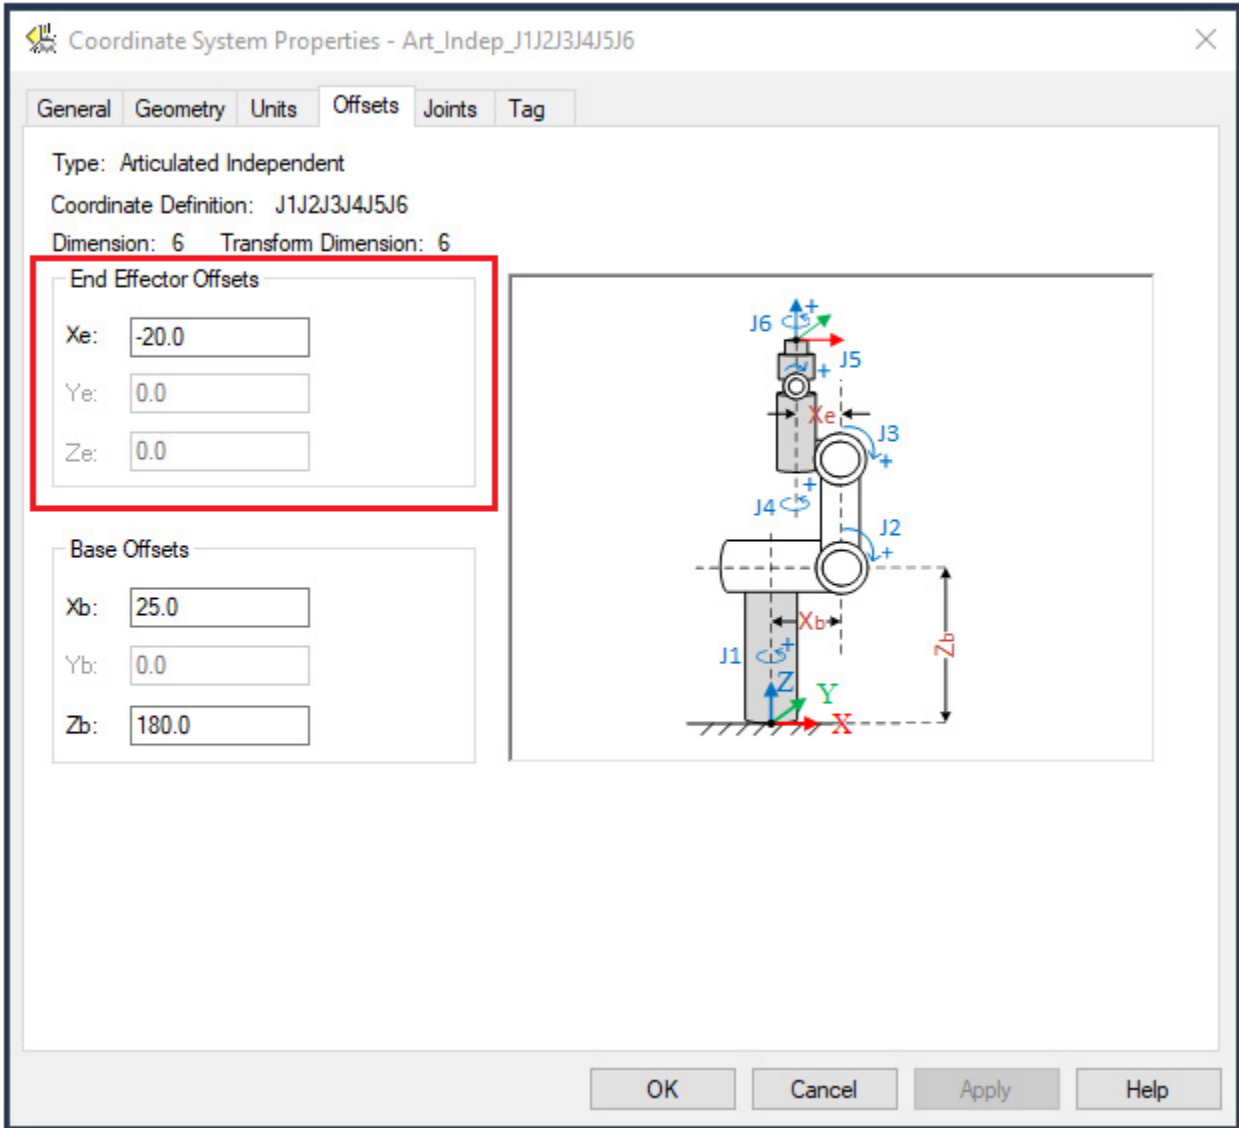 Coordinate System Properties - Art_Indep_J1J2J3J4J5J6
General Geometry Units Offsets Joints Tag
Type: Articulated Independent
Coordinate Definition: J1J2J3J4J5J6
Dimension: 6 Transform Dimension: 6
End Effector Offsets
Xe: -20.0
Ye: 0.0
Ze: 0.0
Base Offsets
Xb: 25.0
Yb: 0.0
Zb: 180.0
J6 +
J5
+
Xe
J3
+
+
J4
J2
+
Xb
Zb
J1 +
Z
Y
X
OK Cancel Apply Help